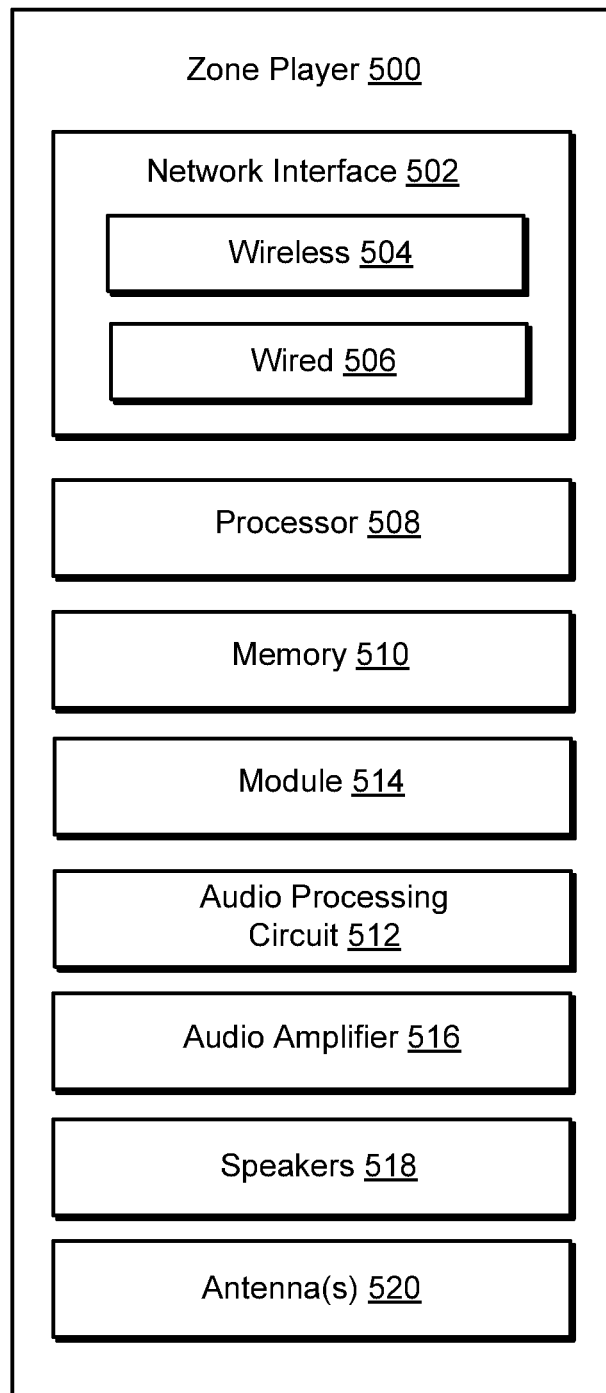 Zone Player 500
Network Interface 502
Wireless 504
Wired 506
Processor 508
Memory 510
Module 514
Audio Processing
Circuit 512
Audio Amplifier 516
Speakers 518
Antenna(s) 520